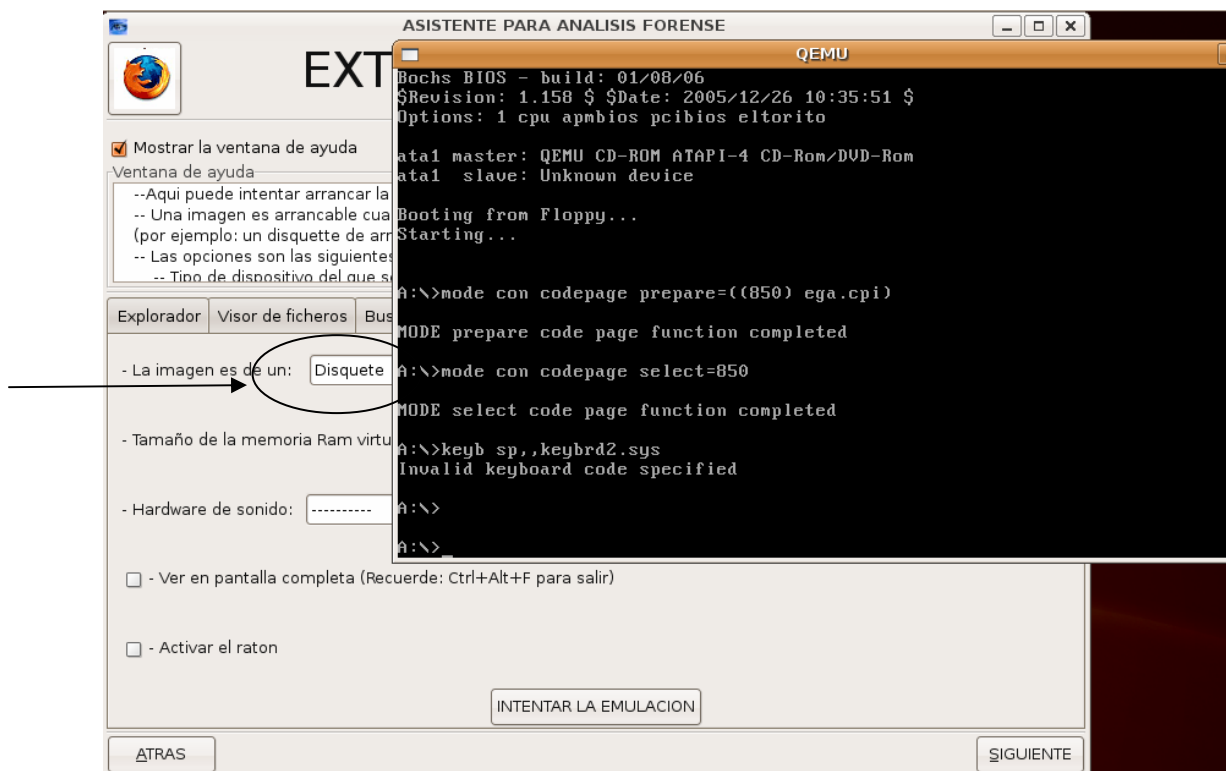 ASISTENTE PARA ANALISIS FORENSE
EXT
Mostrar la ventana de ayuda
Ventana de ayuda
--Aqui puede intentar arrancar la
-- Una imagen es arrancable cua
(por ejemplo: un disquette de arr
-- Las opciones son las siguientes
-- Tipo de dispositivo del que s
Explorador Visor de ficheros Bus
- La imagen es de un: Disquete
- Tamaño de la memoria Ram virtu
- Hardware de sonido: ----------
- Ver en pantalla completa (Recuerde: Ctrl+Alt+F para salir)
- Activar el raton
INTENTAR LA EMULACION
ATRAS SIGUIENTE
QEMU
Bochs BIOS - build: 01/08/06
$Revision: 1.158 $ $Date: 2005/12/26 10:35:51 $
Options: 1 cpu apmbios pcibios eltorito
ata1 master: QEMU CD-ROM ATAPI-4 CD-Rom/DVD-Rom
ata1 slave: Unknown device
Booting from Floppy...
Starting...
A:\>mode con codepage prepare=((850) ega.cpi)
MODE prepare code page function completed
A:\>mode con codepage select=850
MODE select code page function completed
A:\>keyb sp,,keybrd2.sys
Invalid keyboard code specified
A:\>
A:\>_